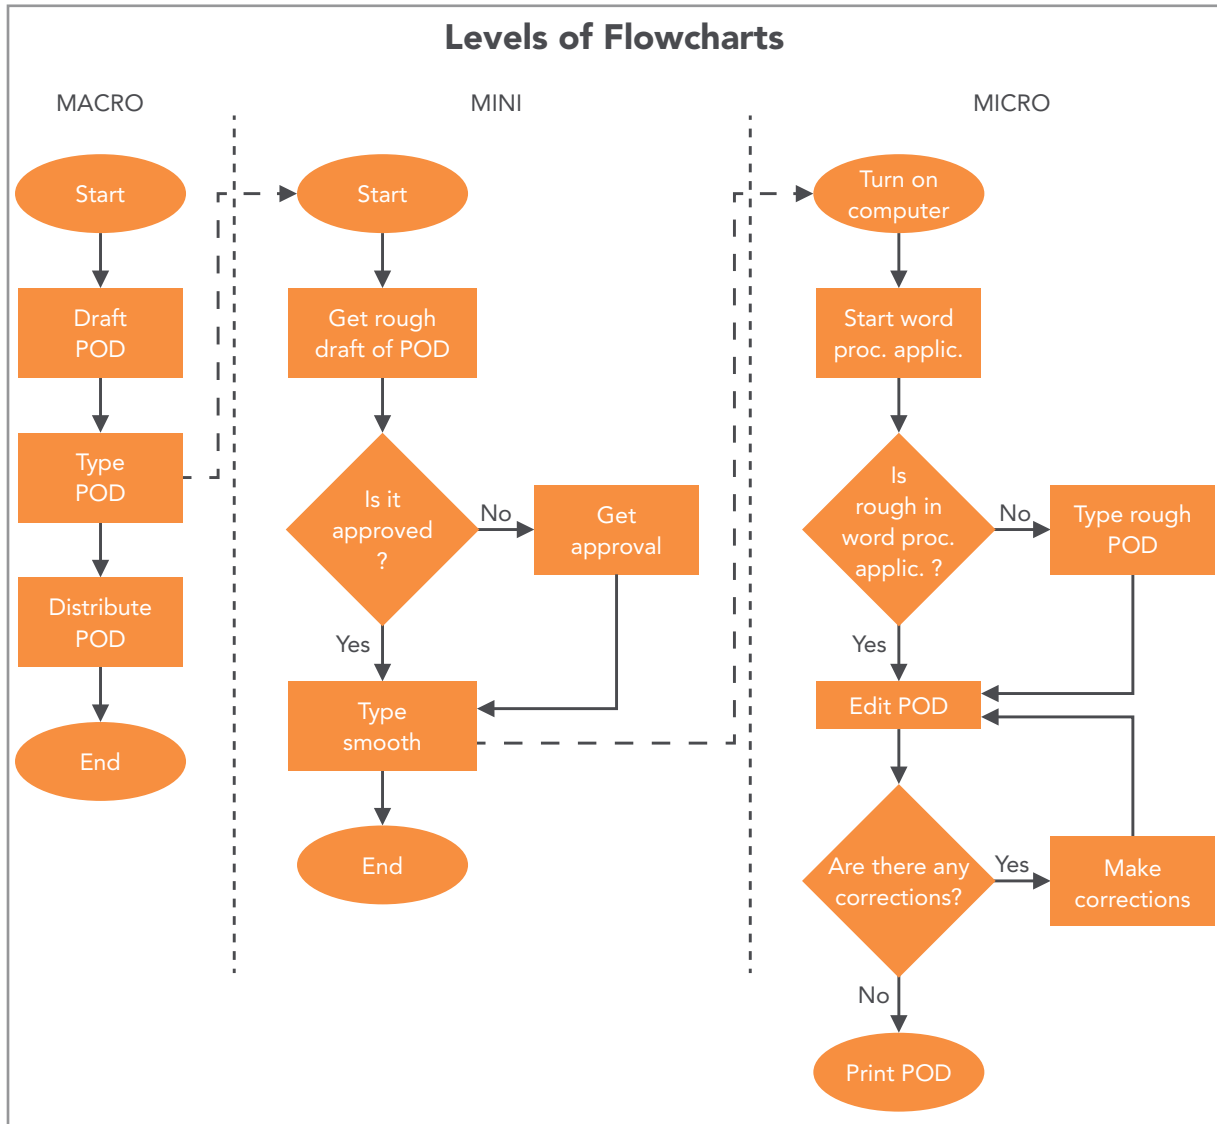 Levels of Flowcharts
MACRO
Start
Draft
POD
Type
POD
Distribute
POD
End
MINI
Start
Get rough
draft of POD
Is it
approved
?
No
Get
approval
Yes
Type
smooth
End
MICRO
Turn on
computer
Start word
proc. applic.
Is
rough in
word proc.
applic. ?
No
Type rough
POD
Yes
Edit POD
Are there any
corrections?
Yes
Make
corrections
No
Print POD